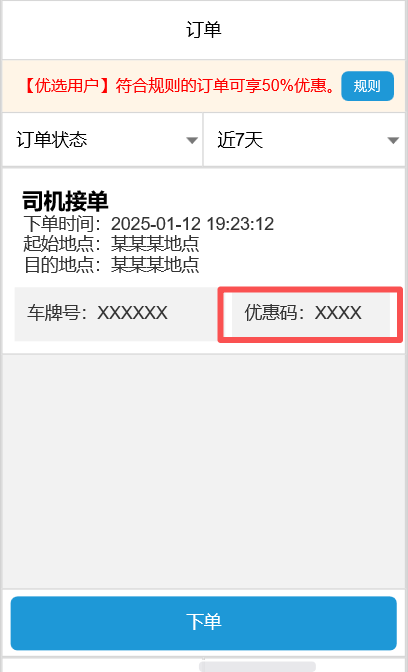 订单
【优选用户】符合规则的订单可享50%优惠。 规则
订单状态 近7天
司机接单
下单时间：2025-01-12 19:23:12
起始地点：某某某地点
目的地点：某某某地点
车牌号：XXXXXX 优惠码：XXXX
下单